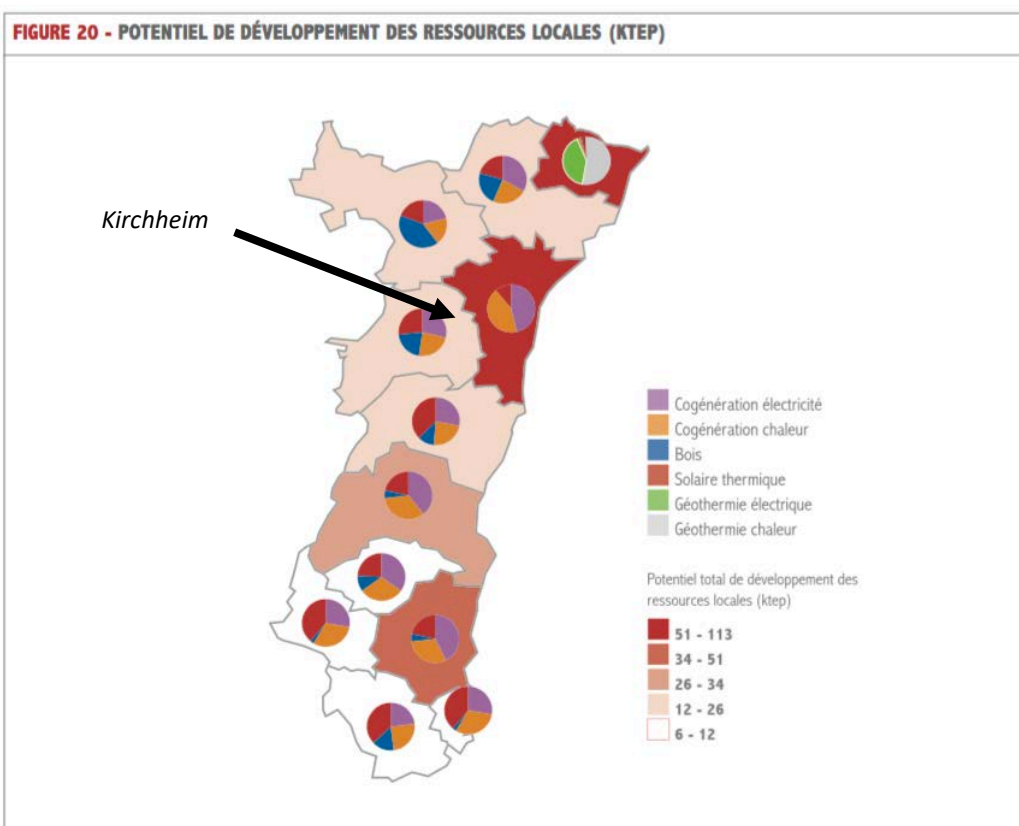 FIGURE 20 - POTENTIEL DE DÉVELOPPEMENT DES RESSOURCES LOCALES (KTEP)
Kirchheim
Cogénération électricité
Cogénération chaleur
Bois
Solaire thermique
Géothermie électrique
Géothermie chaleur
Potentiel total de développement des
ressources locales (ktep)
51 - 113
34 - 51
26 - 34
12 - 26
6 - 12